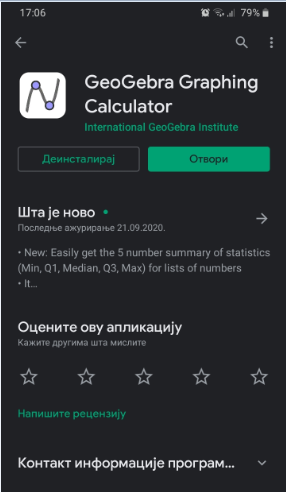 17:06 79%
GeoGebra Graphing
Calculator
International GeoGebra Institute
Деинсталирај Отвори
Шта је ново
Последње ажурирање 21.09.2020.
• New: Easily get the 5 number summary of statistics
(Min, Q1, Median, Q3, Max) for lists of numbers
• It...
Оцените ову апликацију
Кажите другима шта мислите
Напишите рецензију
Контакт информације програм...